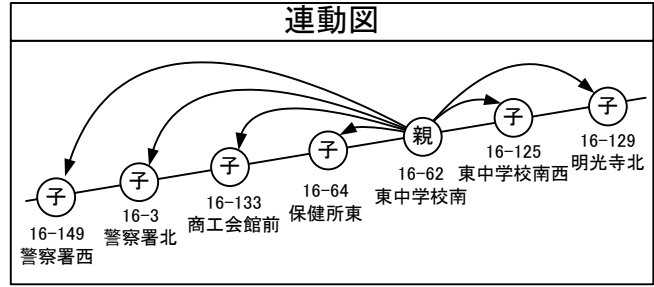 連動図
子
16-149
警察署西
子
16-3
警察署北
子
16-133
商工会館前
子
16-64
保健所東
親
16-62
東中学校南
子
16-125
東中学校南西
子
16-129
明光寺北